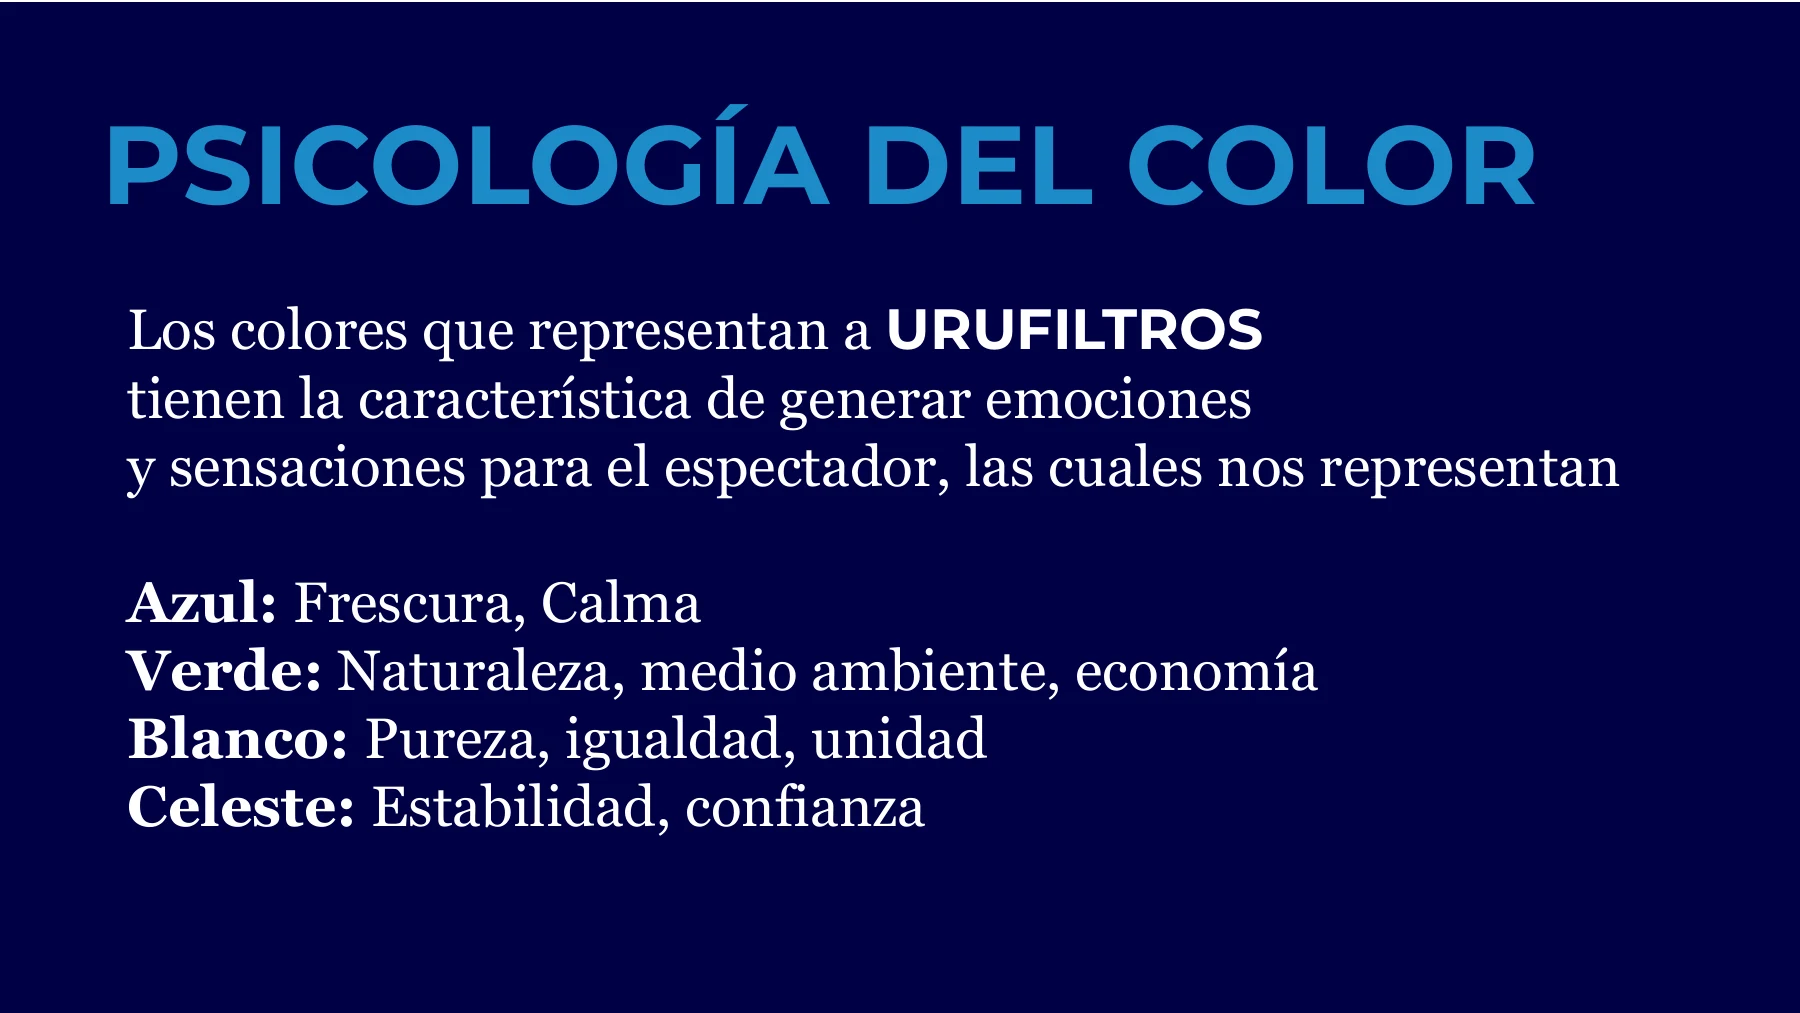 PSICOLOGÍA DEL COLOR
Los colores que representan a URUFILTROS
tienen la característica de generar emociones
y sensaciones para el espectador, las cuales nos representan
Azul: Frescura, Calma
Verde: Naturaleza, medio ambiente, economía
Blanco: Pureza, igualdad, unidad
Celeste: Estabilidad, confianza